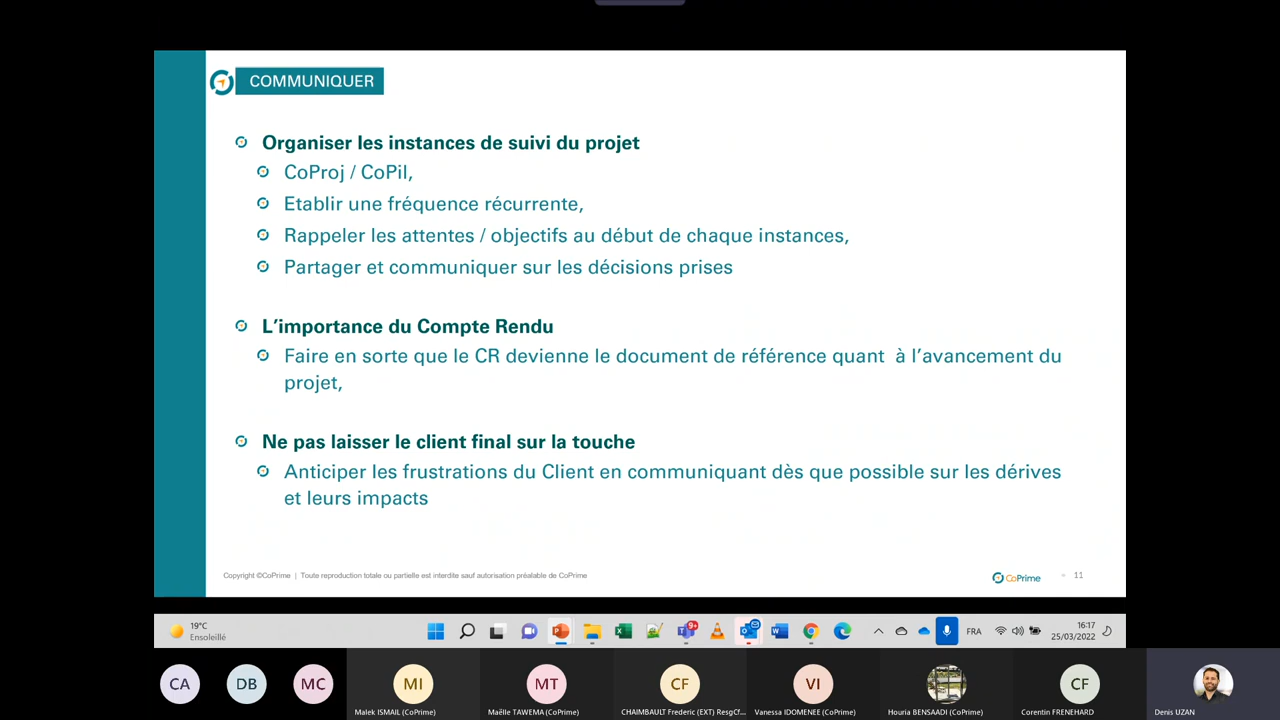 COMMUNIQUER
Organiser les instances de suivi du projet
CoProj / CoPil,
Etablir une fréquence récurrente,
Rappeler les attentes / objectifs au début de chaque instances,
Partager et communiquer sur les décisions prises
L’importance du Compte Rendu
Faire en sorte que le CR devienne le document de référence quant à l’avancement du
projet,
Ne pas laisser le client final sur la touche
Anticiper les frustrations du Client en communiquant dès que possible sur les dérives
et leurs impacts
Copyright ©CoPrime | Toute reproduction totale ou partielle est interdite sauf autorisation préalable de CoPrime
CoPrime
11
19°C
Ensoleillé
9+
FRA
16:17
25/03/2022
CA
DB
MC
MI
MT
CF
VI
CF
Malek ISMAIL (CoPrime)
Maëlle TAWEMA (CoPrime)
CHAIMBAULT Frederic (EXT) ResgCf...
Vanessa IDOMENEE (CoPrime)
Houria BENSAADI (CoPrime)
Corentin FRENEHARD
Denis UZAN